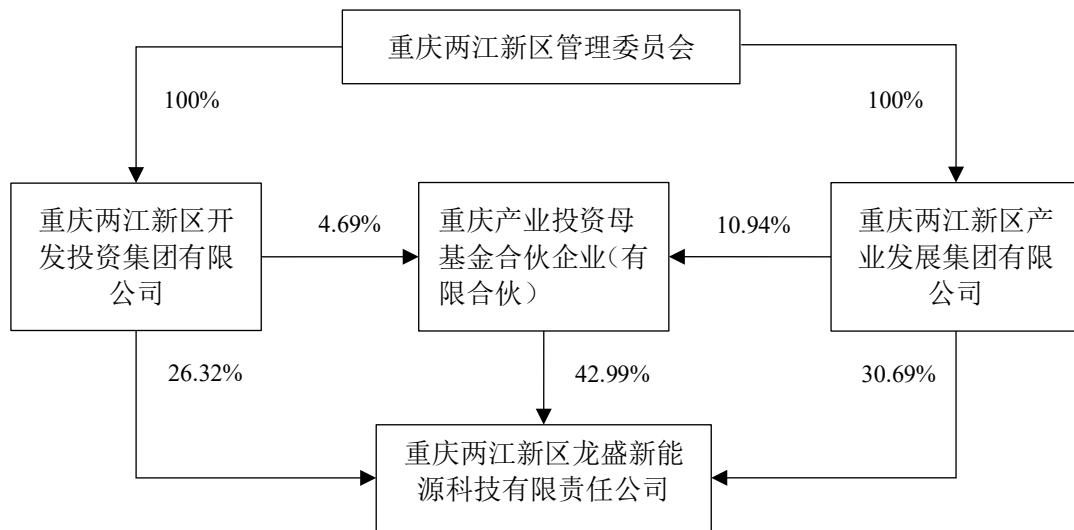 重庆两江新区管理委员会
100%
100%
重庆两江新区开
发投资集团有限
公司
4.69%
重庆产业投资母
基金合伙企业（有
限合伙）
10.94%
重庆两江新区产
业发展集团有限
公司
26.32%
42.99%
30.69%
重庆两江新区龙盛新能
源科技有限责任公司